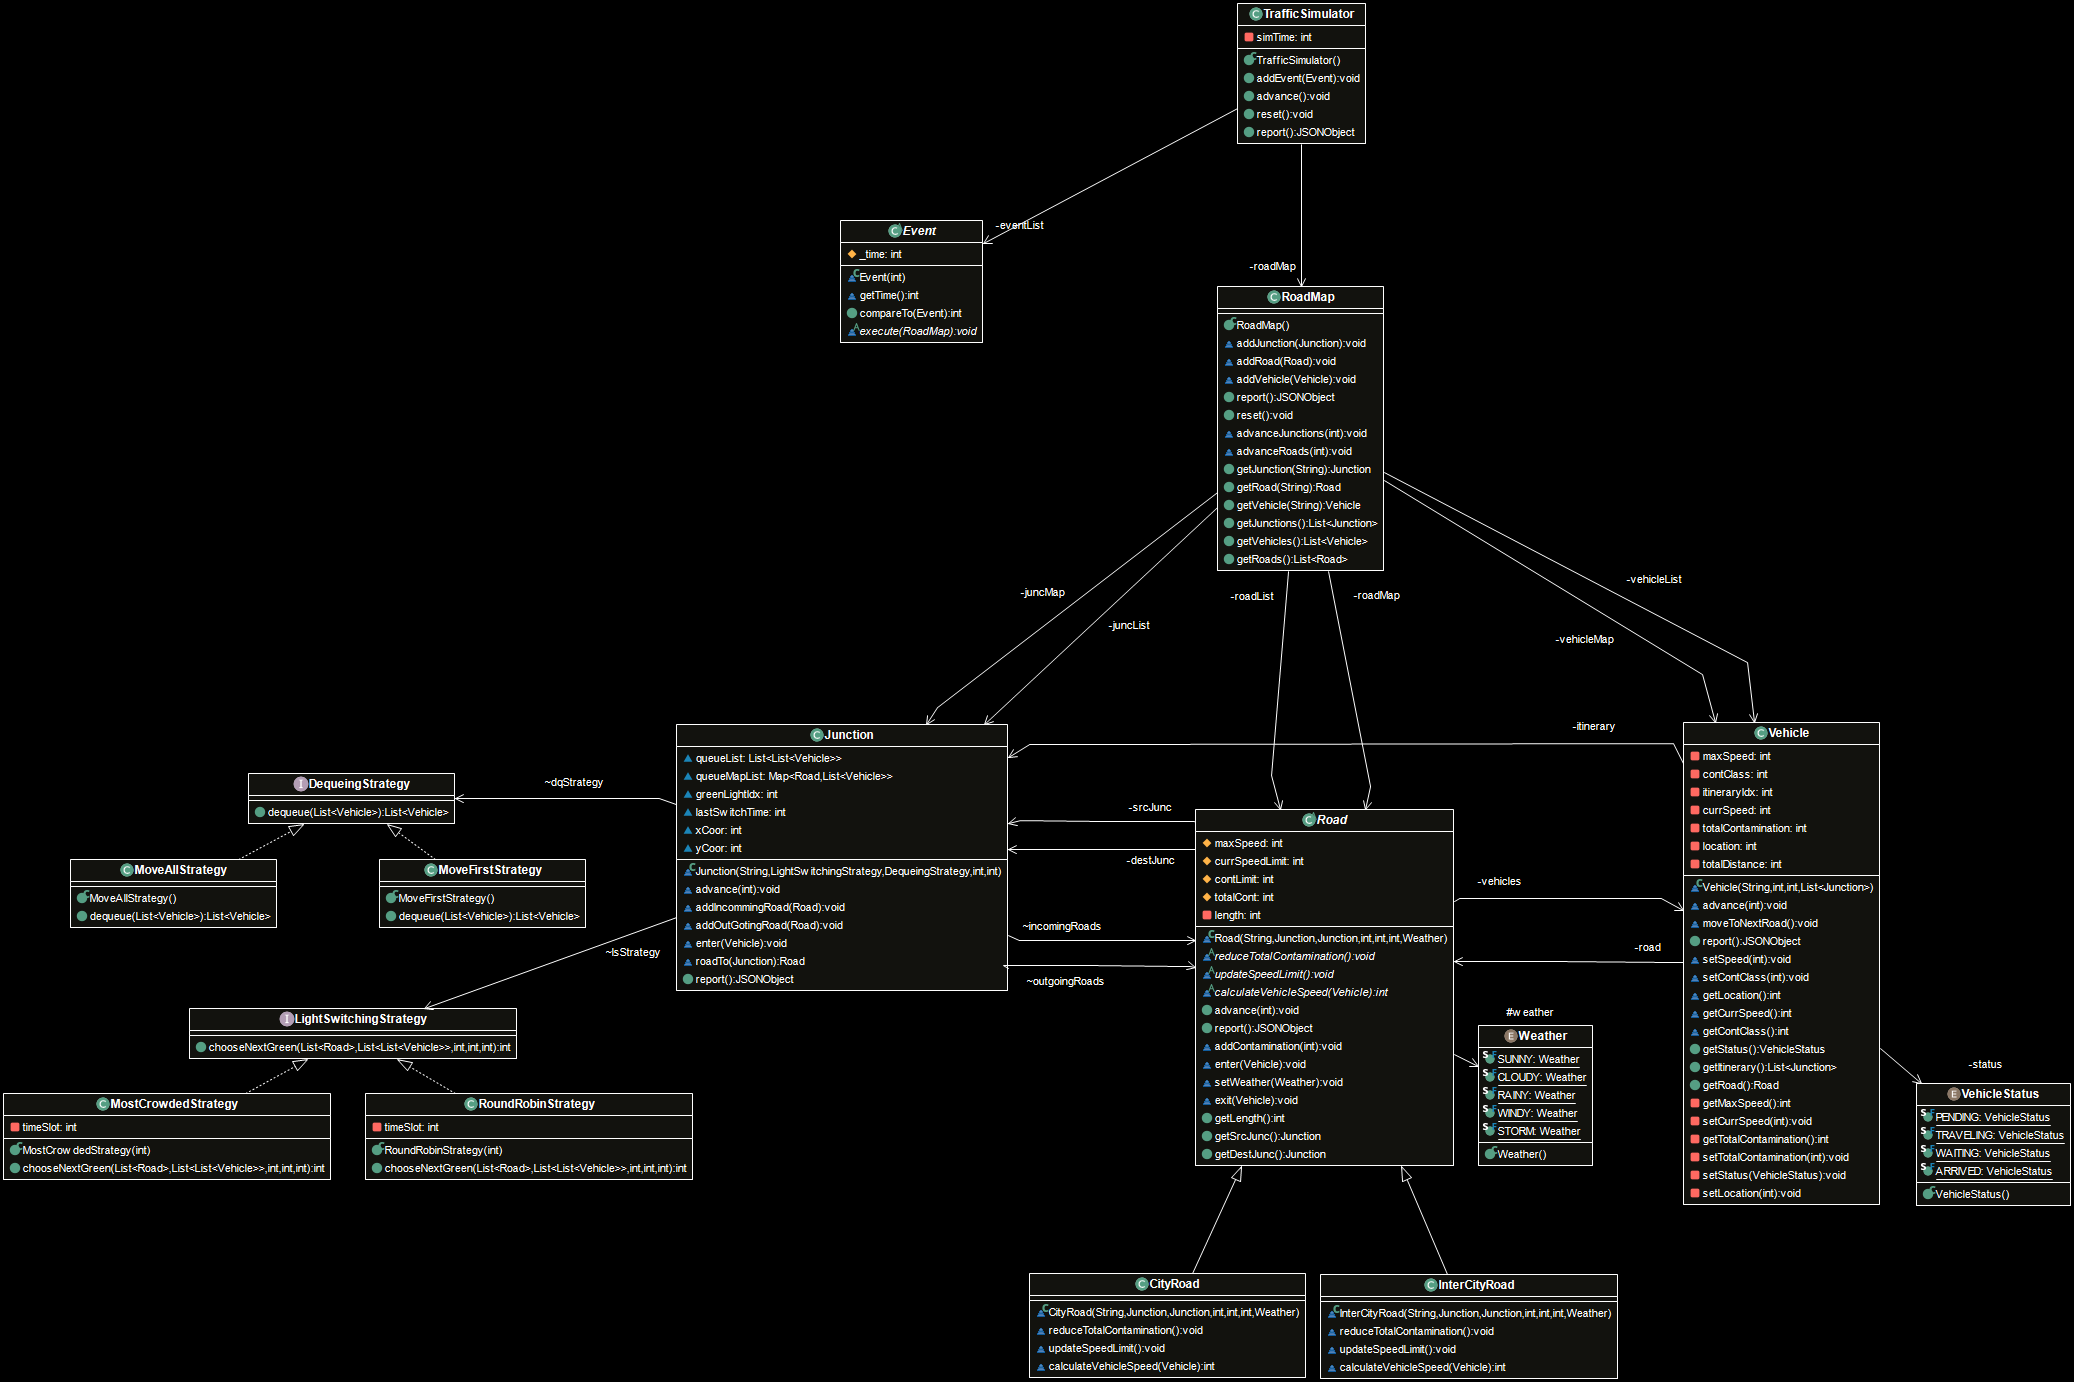 TrafficSimulator
simTime: int
TrafficSimulator()
addEvent(Event):void
advance():void
reset():void
report():JSONObject
-eventList
-roadMap
Event
_time: int
Event(int)
getTime():int
compareTo(Event):int
execute(RoadMap):void
RoadMap
RoadMap()
addJunction(Junction):void
addRoad(Road):void
addVehicle(Vehicle):void
report():JSONObject
reset():void
advanceJunctions(int):void
advanceRoads(int):void
getJunction(String):Junction
getRoad(String):Road
getVehicle(String):Vehicle
getJunctions():List<Junction>
getVehicles():List<Vehicle>
getRoads():List<Road>
-juncMap
-juncList
-roadList
-roadMap
-vehicleList
-vehicleMap
Junction
queueList: List<List<Vehicle>>
queueMapList: Map<Road,List<Vehicle>>
greenLightIdx: int
lastSwitchTime: int
xCoor: int
yCoor: int
Junction(String,LightSwitchingStrategy,DequeingStrategy,int,int)
advance(int):void
addIncommingRoad(Road):void
addOutGotingRoad(Road):void
enter(Vehicle):void
roadTo(Junction):Road
report():JSONObject
~dqStrategy
~lsStrategy
DequeingStrategy
dequeue(List<Vehicle>):List<Vehicle>
MoveAllStrategy
MoveAllStrategy()
dequeue(List<Vehicle>):List<Vehicle>
MoveFirstStrategy
MoveFirstStrategy()
dequeue(List<Vehicle>):List<Vehicle>
LightSwitchingStrategy
chooseNextGreen(List<Road>,List<List<Vehicle>>,int,int,int):int
MostCrowdedStrategy
timeSlot: int
MostCrowdedStrategy(int)
chooseNextGreen(List<Road>,List<List<Vehicle>>,int,int,int):int
RoundRobinStrategy
timeSlot: int
RoundRobinStrategy(int)
chooseNextGreen(List<Road>,List<List<Vehicle>>,int,int,int):int
-itinerary
-srcJunc
-destJunc
~incomingRoads
~outgoingRoads
Road
maxSpeed: int
currSpeedLimit: int
contLimit: int
totalCont: int
length: int
Road(String,Junction,Junction,int,int,int,Weather)
reduceTotalContamination():void
updateSpeedLimit():void
calculateVehicleSpeed(Vehicle):int
advance(int):void
report():JSONObject
addContamination(int):void
enter(Vehicle):void
setWeather(Weather):void
exit(Vehicle):void
getLength():int
getSrcJunc():Junction
getDestJunc():Junction
-vehicles
-road
#weather
Weather
SUNNY: Weather
CLOUDY: Weather
RAINY: Weather
WINDY: Weather
STORM: Weather
Weather()
Vehicle
maxSpeed: int
contClass: int
itineraryIdx: int
currSpeed: int
totalContamination: int
location: int
totalDistance: int
Vehicle(String,int,int,List<Junction>)
advance(int):void
moveToNextRoad():void
report():JSONObject
setSpeed(int):void
setContClass(int):void
getLocation():int
getCurrSpeed():int
getContClass():int
getStatus():VehicleStatus
getItinerary():List<Junction>
getRoad():Road
getMaxSpeed():int
setCurrSpeed(int):void
getTotalContamination():int
setTotalContamination(int):void
setStatus(VehicleStatus):void
setLocation(int):void
-status
VehicleStatus
PENDING: VehicleStatus
TRAVELING: VehicleStatus
WAITING: VehicleStatus
ARRIVED: VehicleStatus
VehicleStatus()
CityRoad
CityRoad(String,Junction,Junction,int,int,int,Weather)
reduceTotalContamination():void
updateSpeedLimit():void
calculateVehicleSpeed(Vehicle):int
InterCityRoad
InterCityRoad(String,Junction,Junction,int,int,int,Weather)
reduceTotalContamination():void
updateSpeedLimit():void
calculateVehicleSpeed(Vehicle):int